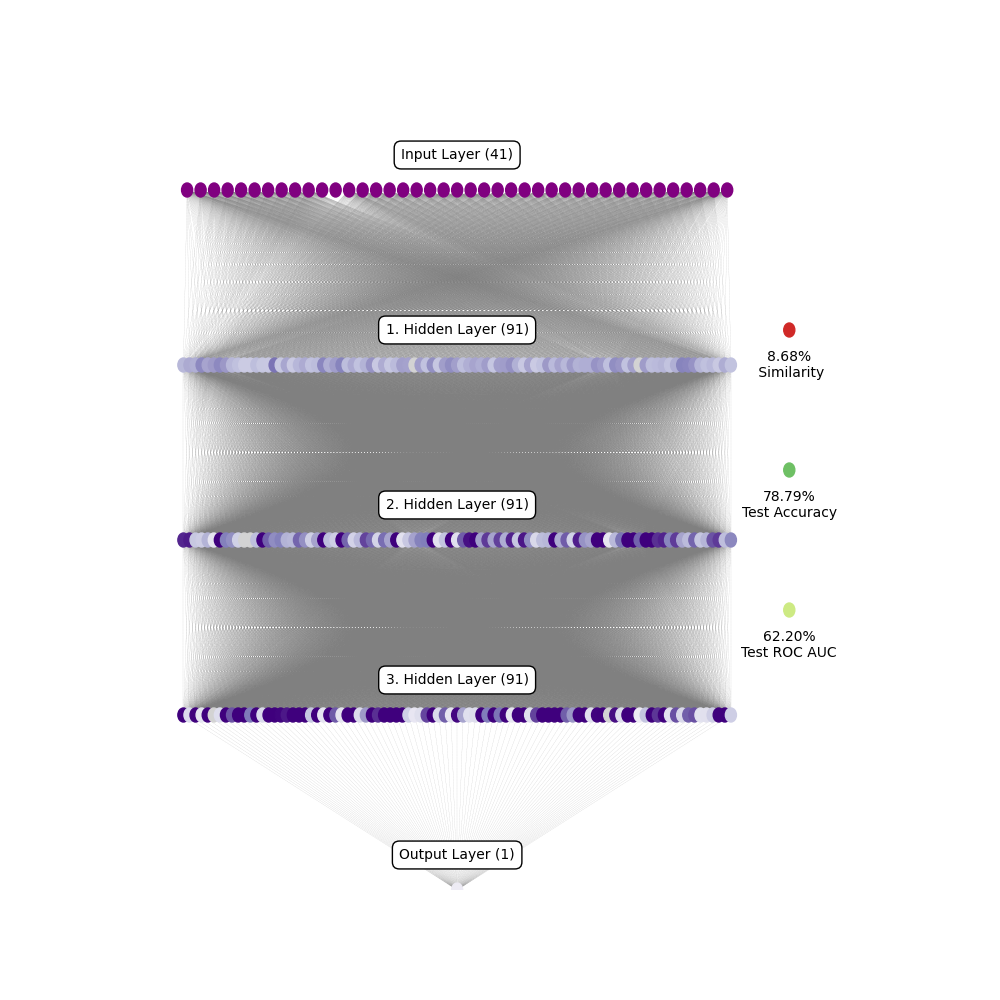 Input Layer (41)
1. Hidden Layer (91)
8.68%
Similarity
78.79%
Test Accuracy
2. Hidden Layer (91)
62.20%
Test ROC AUC
3. Hidden Layer (91)
Output Layer (1)